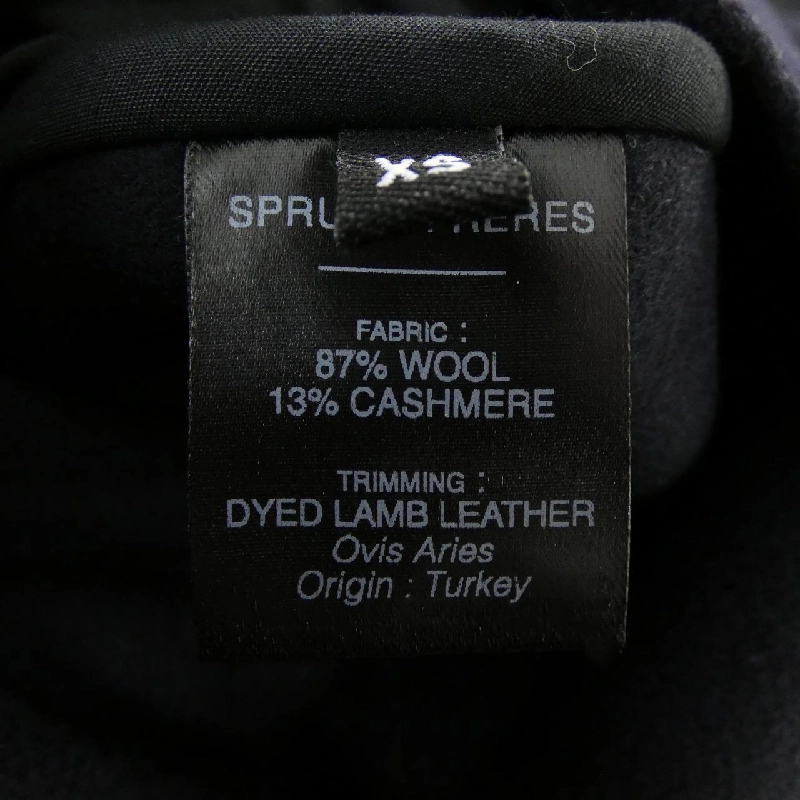 XS
FABRIC :
87% WOOL
13% CASHMERE
TRIMMING :
DYED LAMB LEATHER
Ovis Aries
Origin : Turkey